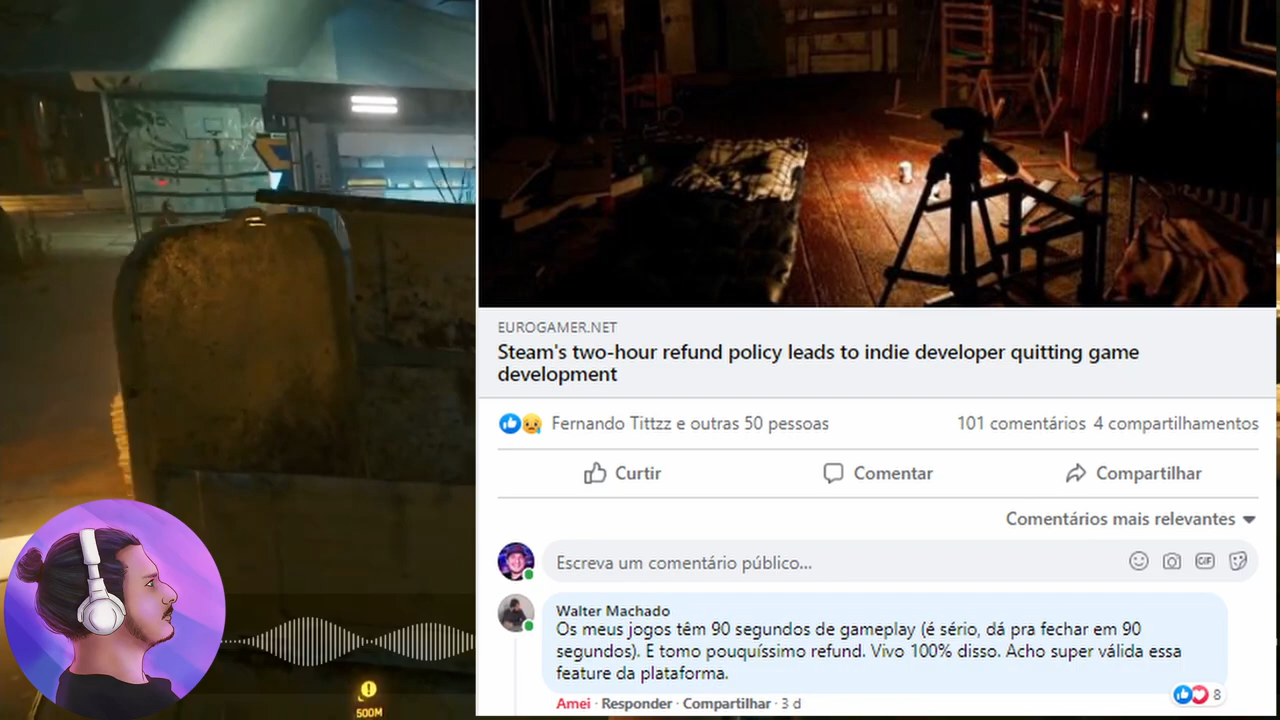 EUROGAMER.NET
Steam's two-hour refund policy leads to indie developer quitting game
development
Fernando Tittzz e outras 50 pessoas
101 comentários 4 compartilhamentos
Curtir
Comentar
Compartilhar
Comentários mais relevantes
Escreva um comentário público...
GIF
Walter Machado
Os meus jogos têm 90 segundos de gameplay (é sério, dá pra fechar em 90
segundos). E tomo pouquíssimo refund. Vivo 100% disso. Acho super válida essa
feature da plataforma.
8
Amei · Responder · Compartilhar · 3 d
500M